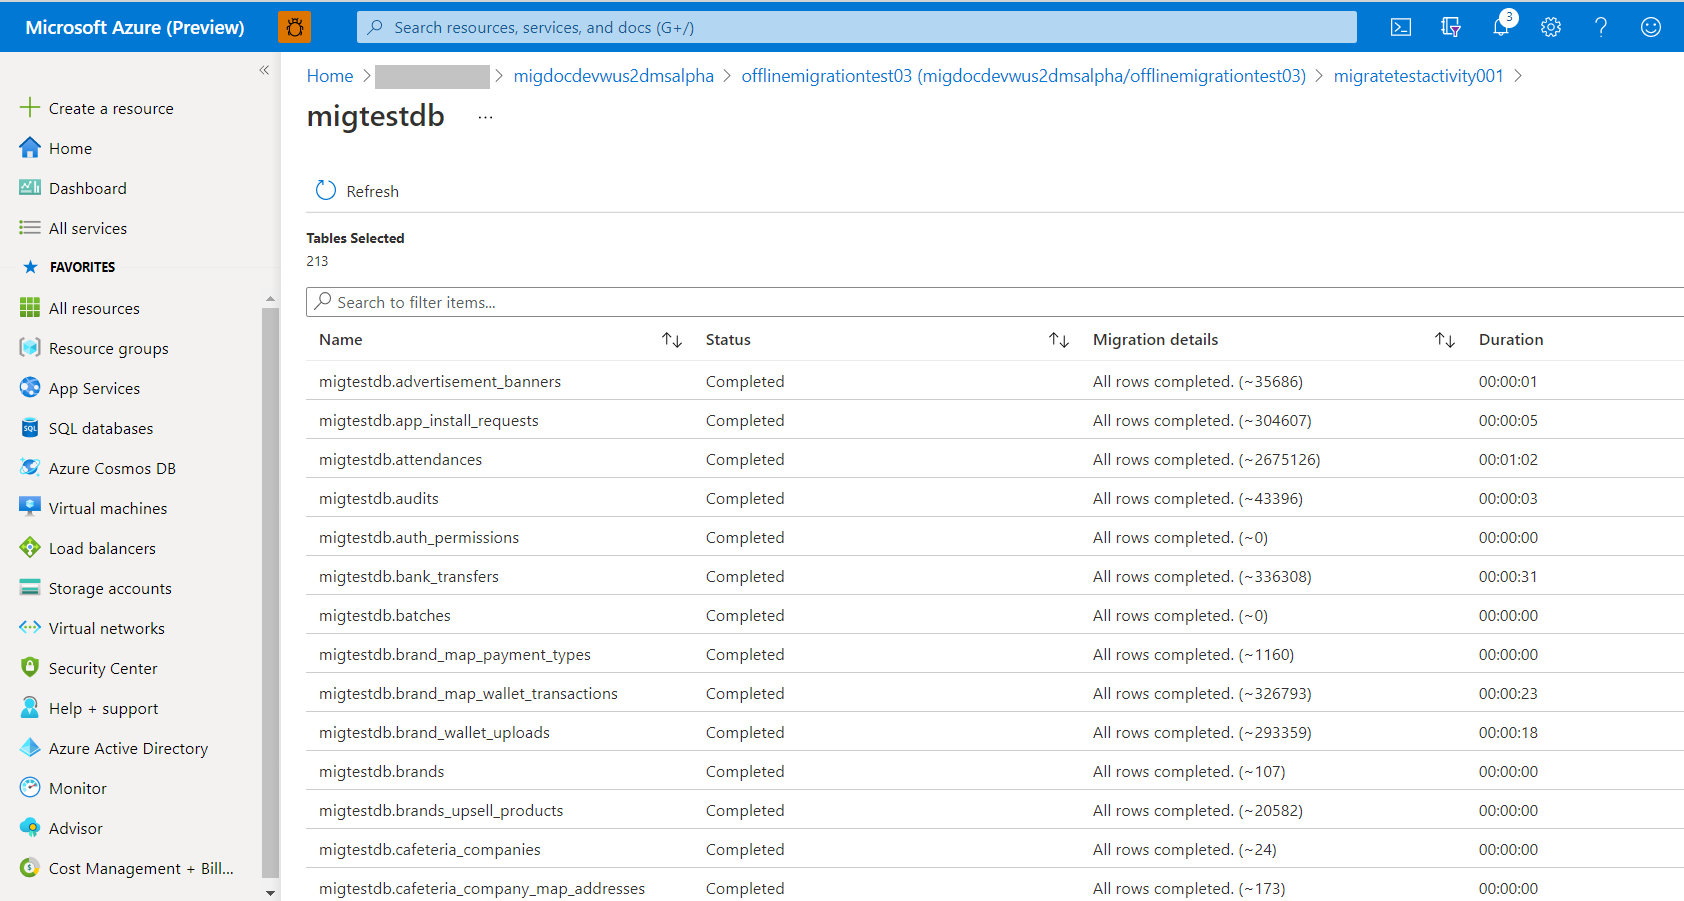 Microsoft Azure (Preview)
Search resources, services, and docs (G+/)
3
Create a resource
Home
Dashboard
All services
FAVORITES
All resources
Resource groups
App Services
SQL
SQL databases
Azure Cosmos DB
Virtual machines
Load balancers
Storage accounts
Virtual networks
Security Center
Help + support
Azure Active Directory
Monitor
Advisor
Cost Management + Bill...
Home > > migdocdevwus2dmsalpha > offlinemigrationtest03 (migdocdevwus2dmsalpha/offlinemigrationtest03) > migratetestactivity001 >
migtestdb ...
Refresh
Tables Selected
213
Search to filter items...
Name Status Migration details Duration
migtestdb.advertisement_banners Completed All rows completed. (~35686) 00:00:01
migtestdb.app_install_requests Completed All rows completed. (~304607) 00:00:05
migtestdb.attendances Completed All rows completed. (~2675126) 00:01:02
migtestdb.audits Completed All rows completed. (~43396) 00:00:03
migtestdb.auth_permissions Completed All rows completed. (~0) 00:00:00
migtestdb.bank_transfers Completed All rows completed. (~336308) 00:00:31
migtestdb.batches Completed All rows completed. (~0) 00:00:00
migtestdb.brand_map_payment_types Completed All rows completed. (~1160) 00:00:00
migtestdb.brand_map_wallet_transactions Completed All rows completed. (~326793) 00:00:23
migtestdb.brand_wallet_uploads Completed All rows completed. (~293359) 00:00:18
migtestdb.brands Completed All rows completed. (~107) 00:00:00
migtestdb.brands_upsell_products Completed All rows completed. (~20582) 00:00:00
migtestdb.cafeteria_companies Completed All rows completed. (~24) 00:00:00
migtestdb.cafeteria_company_map_addresses Completed All rows completed. (~173) 00:00:00